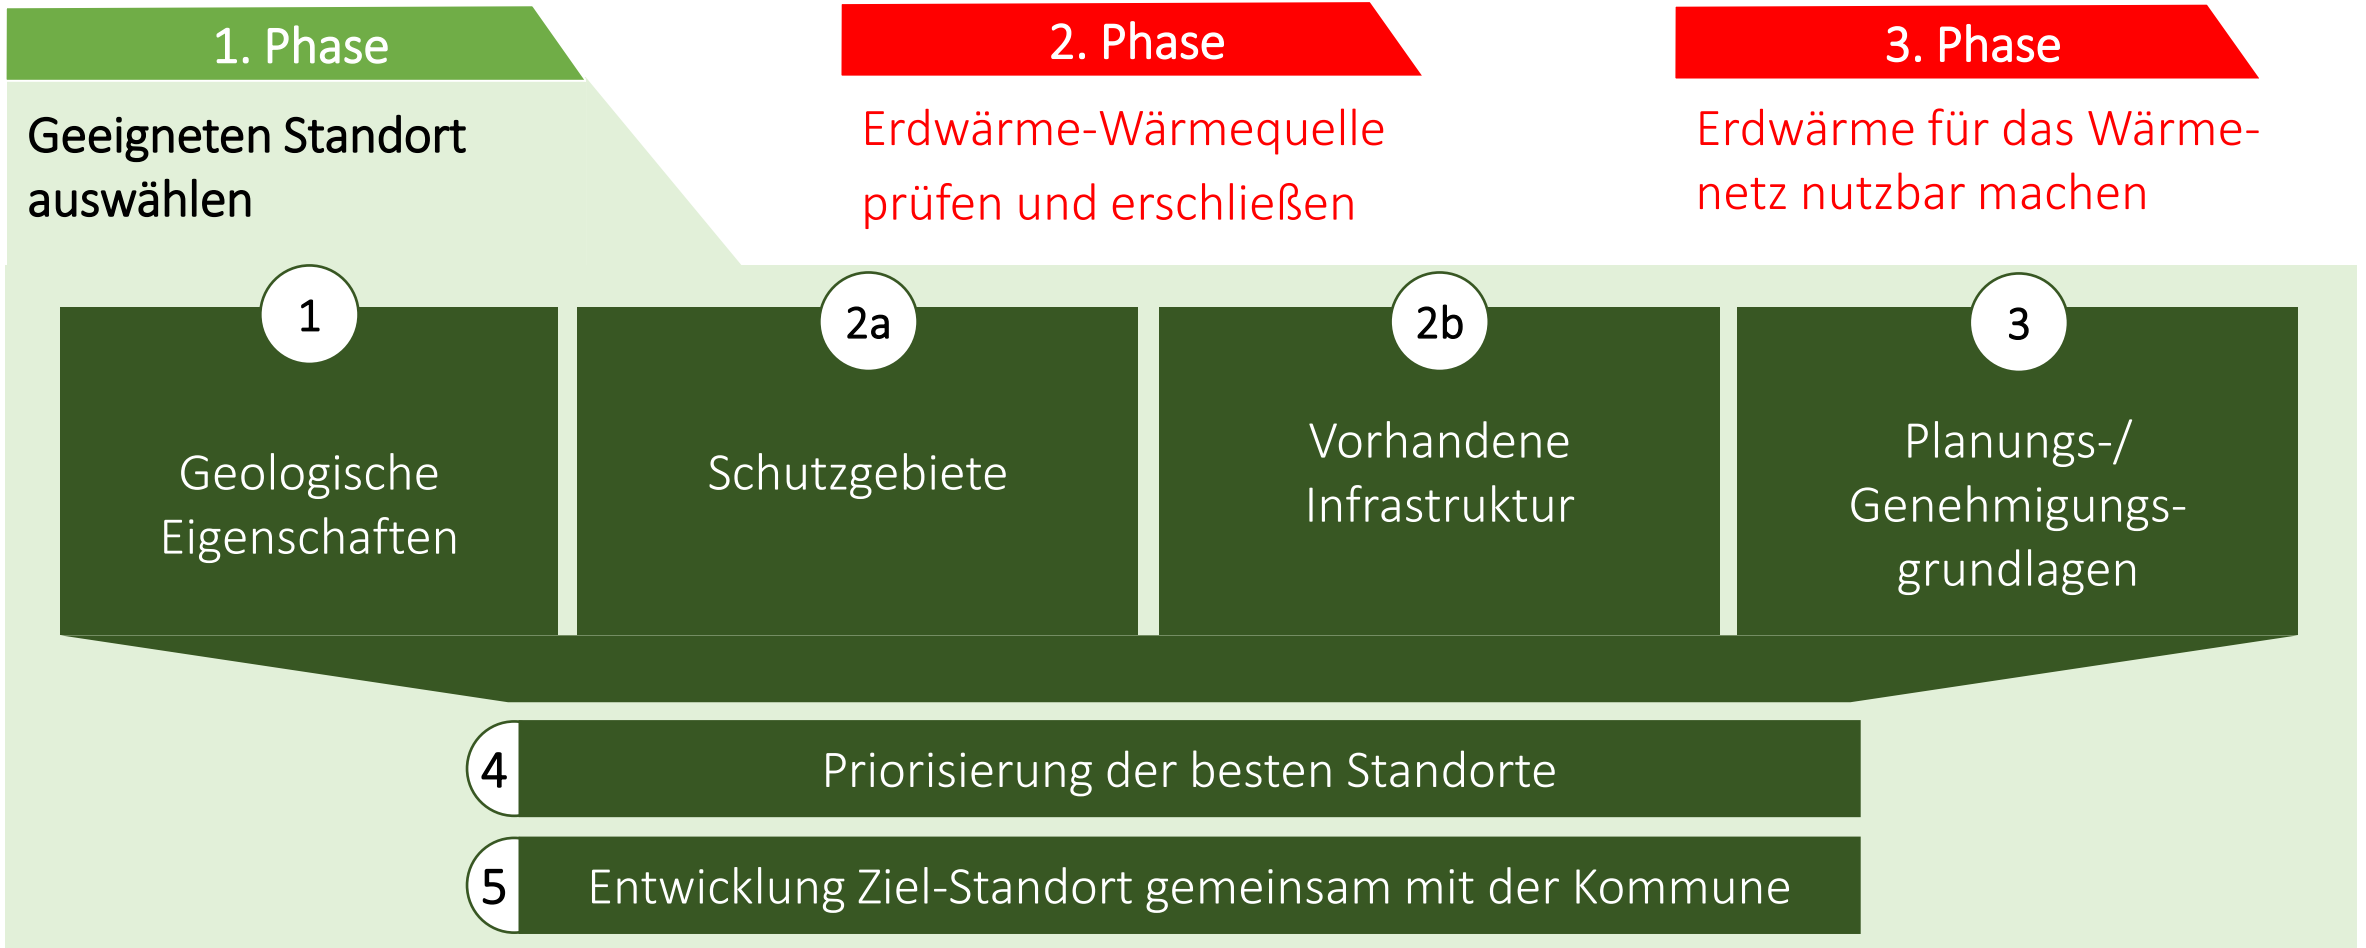 1. Phase
Geeigneten Standort
auswählen
2. Phase
Erdwärme-Wärmequelle
prüfen und erschließen
3. Phase
Erdwärme für das Wärme-
netz nutzbar machen
1
Geologische
Eigenschaften
2a
Schutzgebiete
2b
Vorhandene
Infrastruktur
3
Planungs-/
Genehmigungs-
grundlagen
4
Priorisierung der besten Standorte
5
Entwicklung Ziel-Standort gemeinsam mit der Kommune